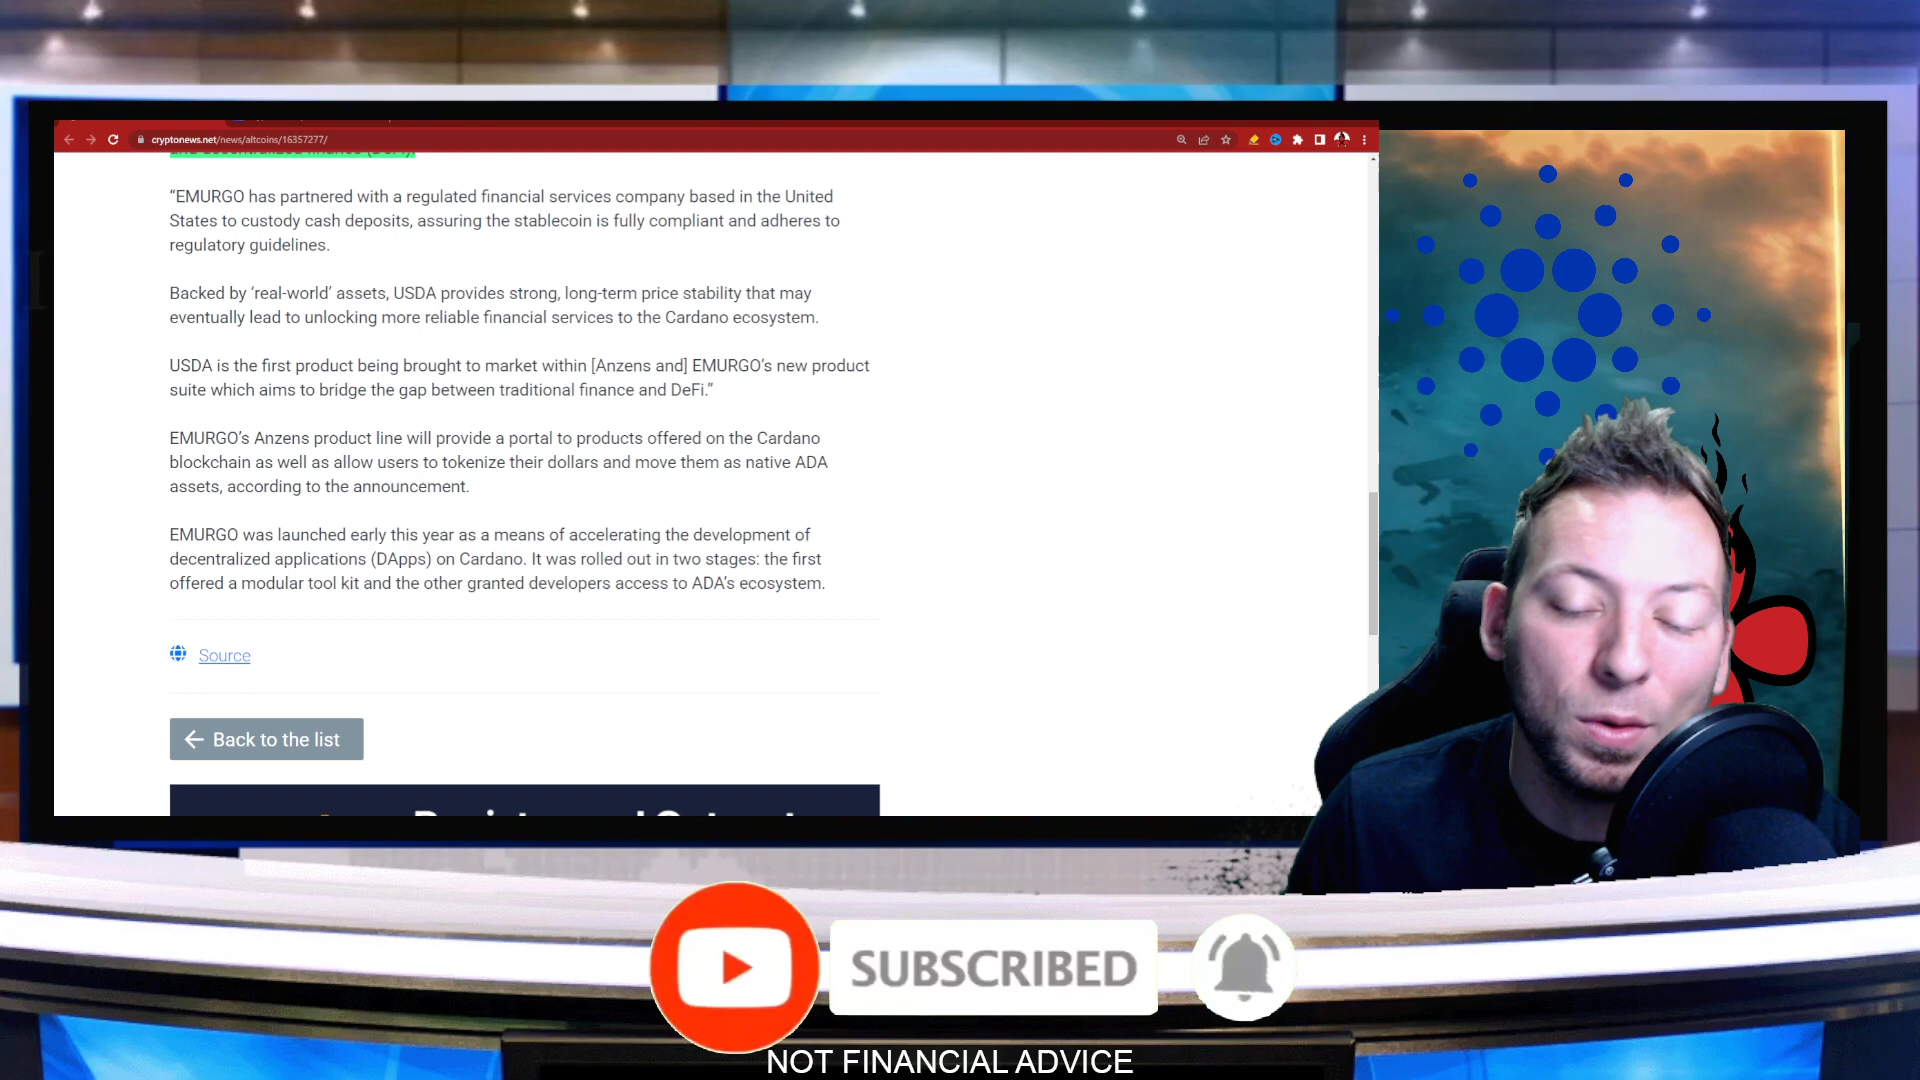 cryptonews.net/news/altcoins/16357277/
“EMURGO has partnered with a regulated financial services company based in the United
States to custody cash deposits, assuring the stablecoin is fully compliant and adheres to
regulatory guidelines.
Backed by ‘real-world’ assets, USDA provides strong, long-term price stability that may
eventually lead to unlocking more reliable financial services to the Cardano ecosystem.
USDA is the first product being brought to market within [Anzens and] EMURGO’s new product
suite which aims to bridge the gap between traditional finance and DeFi.”
EMURGO’s Anzens product line will provide a portal to products offered on the Cardano
blockchain as well as allow users to tokenize their dollars and move them as native ADA
assets, according to the announcement.
EMURGO was launched early this year as a means of accelerating the development of
decentralized applications (DApps) on Cardano. It was rolled out in two stages: the first
offered a modular tool kit and the other granted developers access to ADA’s ecosystem.
Source
Back to the list
SUBSCRIBED
NOT FINANCIAL ADVICE